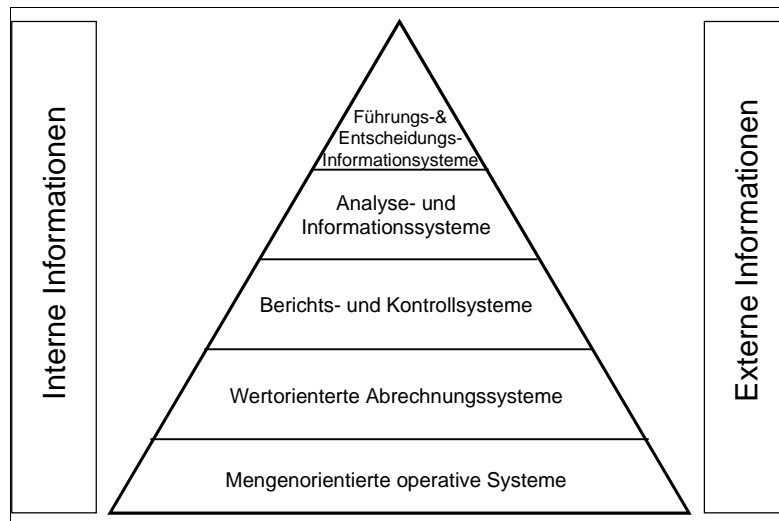 Interne Informationen
Führungs-&
Entscheidungs-
Informationsysteme
Analyse- und
Informationssysteme
Berichts- und Kontrollsysteme
Wertorienterte Abrechnungssysteme
Mengenorientierte operative Systeme
Externe Informationen